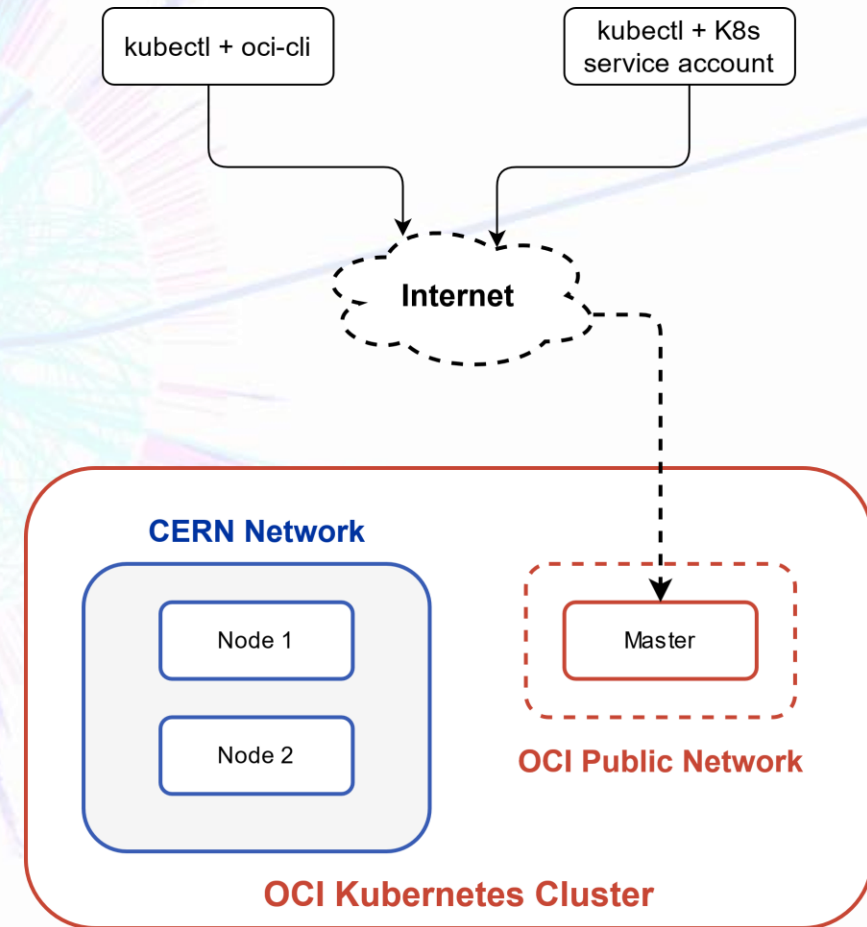 kubectl + oci-cli
kubectl + K8s
service account
Internet
CERN Network
Node 1
Node 2
Master
OCI Public Network
OCI Kubernetes Cluster